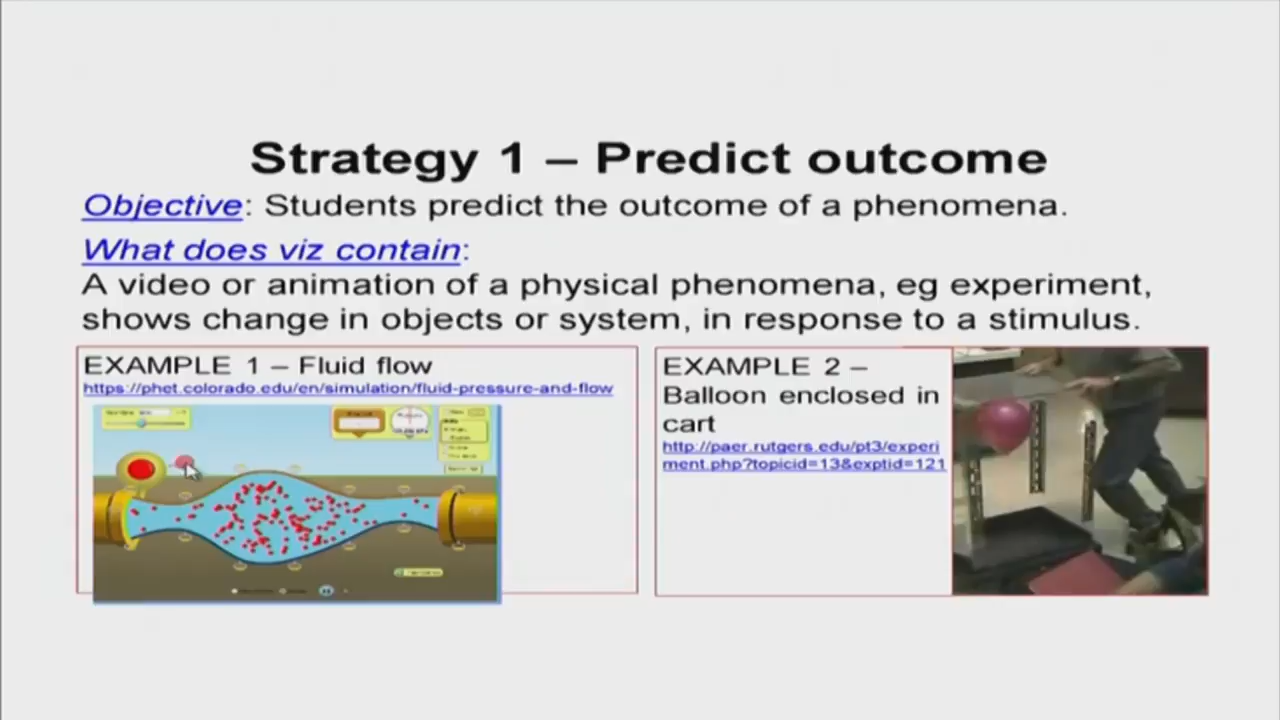 Strategy 1 – Predict outcome
Objective: Students predict the outcome of a phenomena.
What does viz contain:
A video or animation of a physical phenomena, eg experiment,
shows change in objects or system, in response to a stimulus.
EXAMPLE 1 – Fluid flow
https://phet.colorado.edu/en/simulation/fluid-pressure-and-flow
EXAMPLE 2 –
Balloon enclosed in
cart
http://paer.rutgers.edu/pt3/experi
ment.php?topicid=13&exptid=121